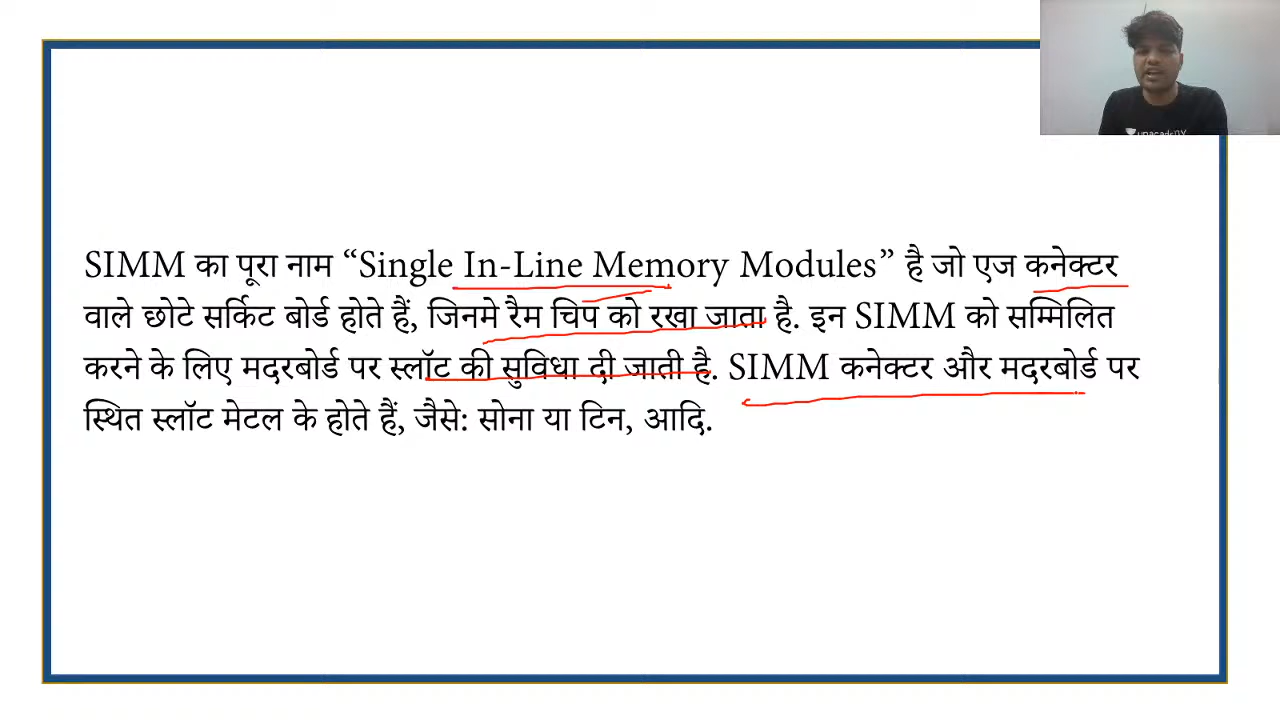 SIMM का पूरा नाम “Single In-Line Memory Modules” है जो एज कनेक्टर
वाले छोटे सर्किट बोर्ड होते हैं, जिनमे रैम चिप को रखा जाता है. इन SIMM को सम्मिलित
करने के लिए मदरबोर्ड पर स्लॉट की सुविधा दी जाती है. SIMM कनेक्टर और मदरबोर्ड पर
स्थित स्लॉट मेटल के होते हैं, जैसे: सोना या टिन, आदि.